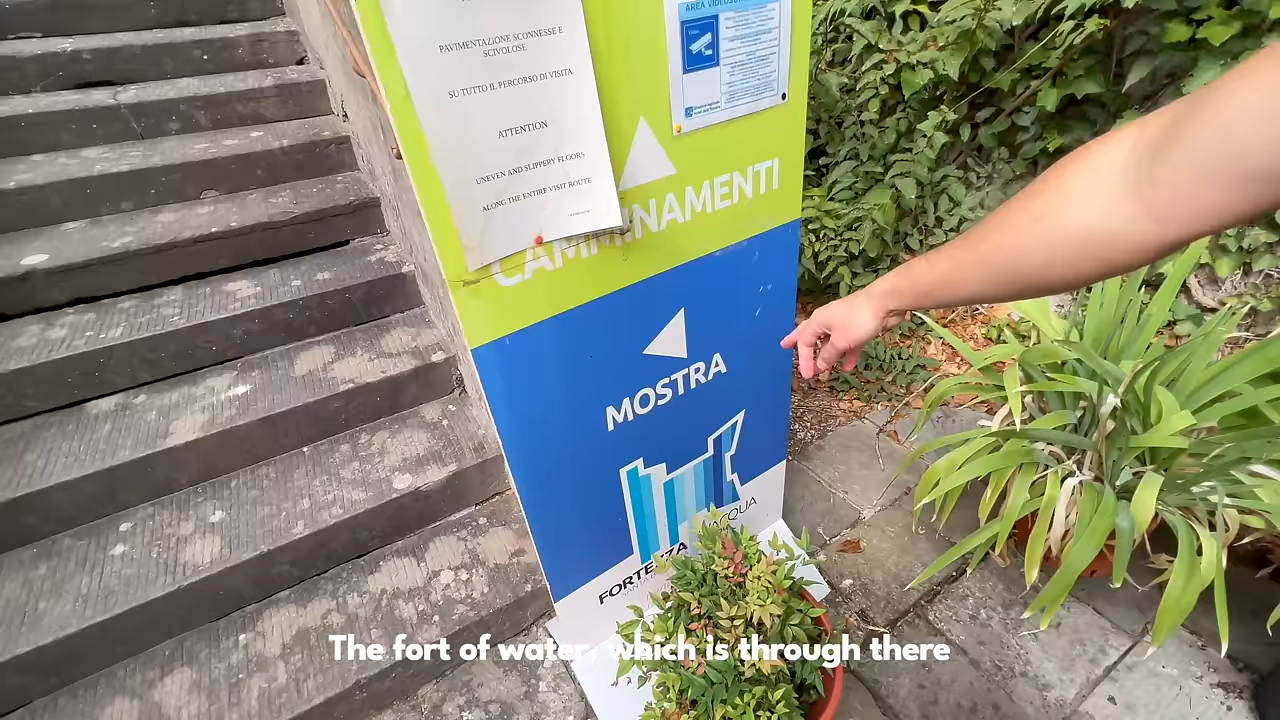 PAVIMENTAZIONE, SCONNESSE E
SCIVOLOSE
SU TUTTO IL PERCORSO DI VISITA
ATTENTION
UNEVEN AND SLIPPERY FLOORS
ALONG THE ENTIRE VISIT ROUTE
AREA
CAMMINAMENTI
MOSTRA
ACQUA
FORTEZZA
The fort of water, which is through there